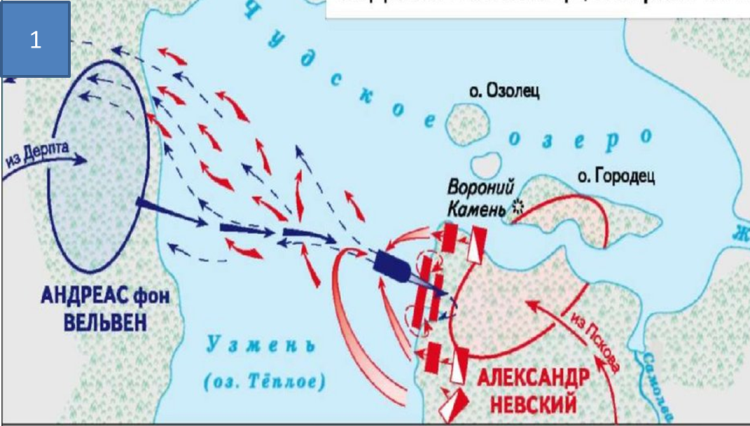 1
Чудское озеро
о. Озолец
из Дерпта
Вороний
Камень
о. Городец
АНДРЕАС фон
ВЕЛЬВЕН
Узмень
(оз. Тёплое)
из Пскова
АЛЕКСАНДР
НЕВСКИЙ
Самолва